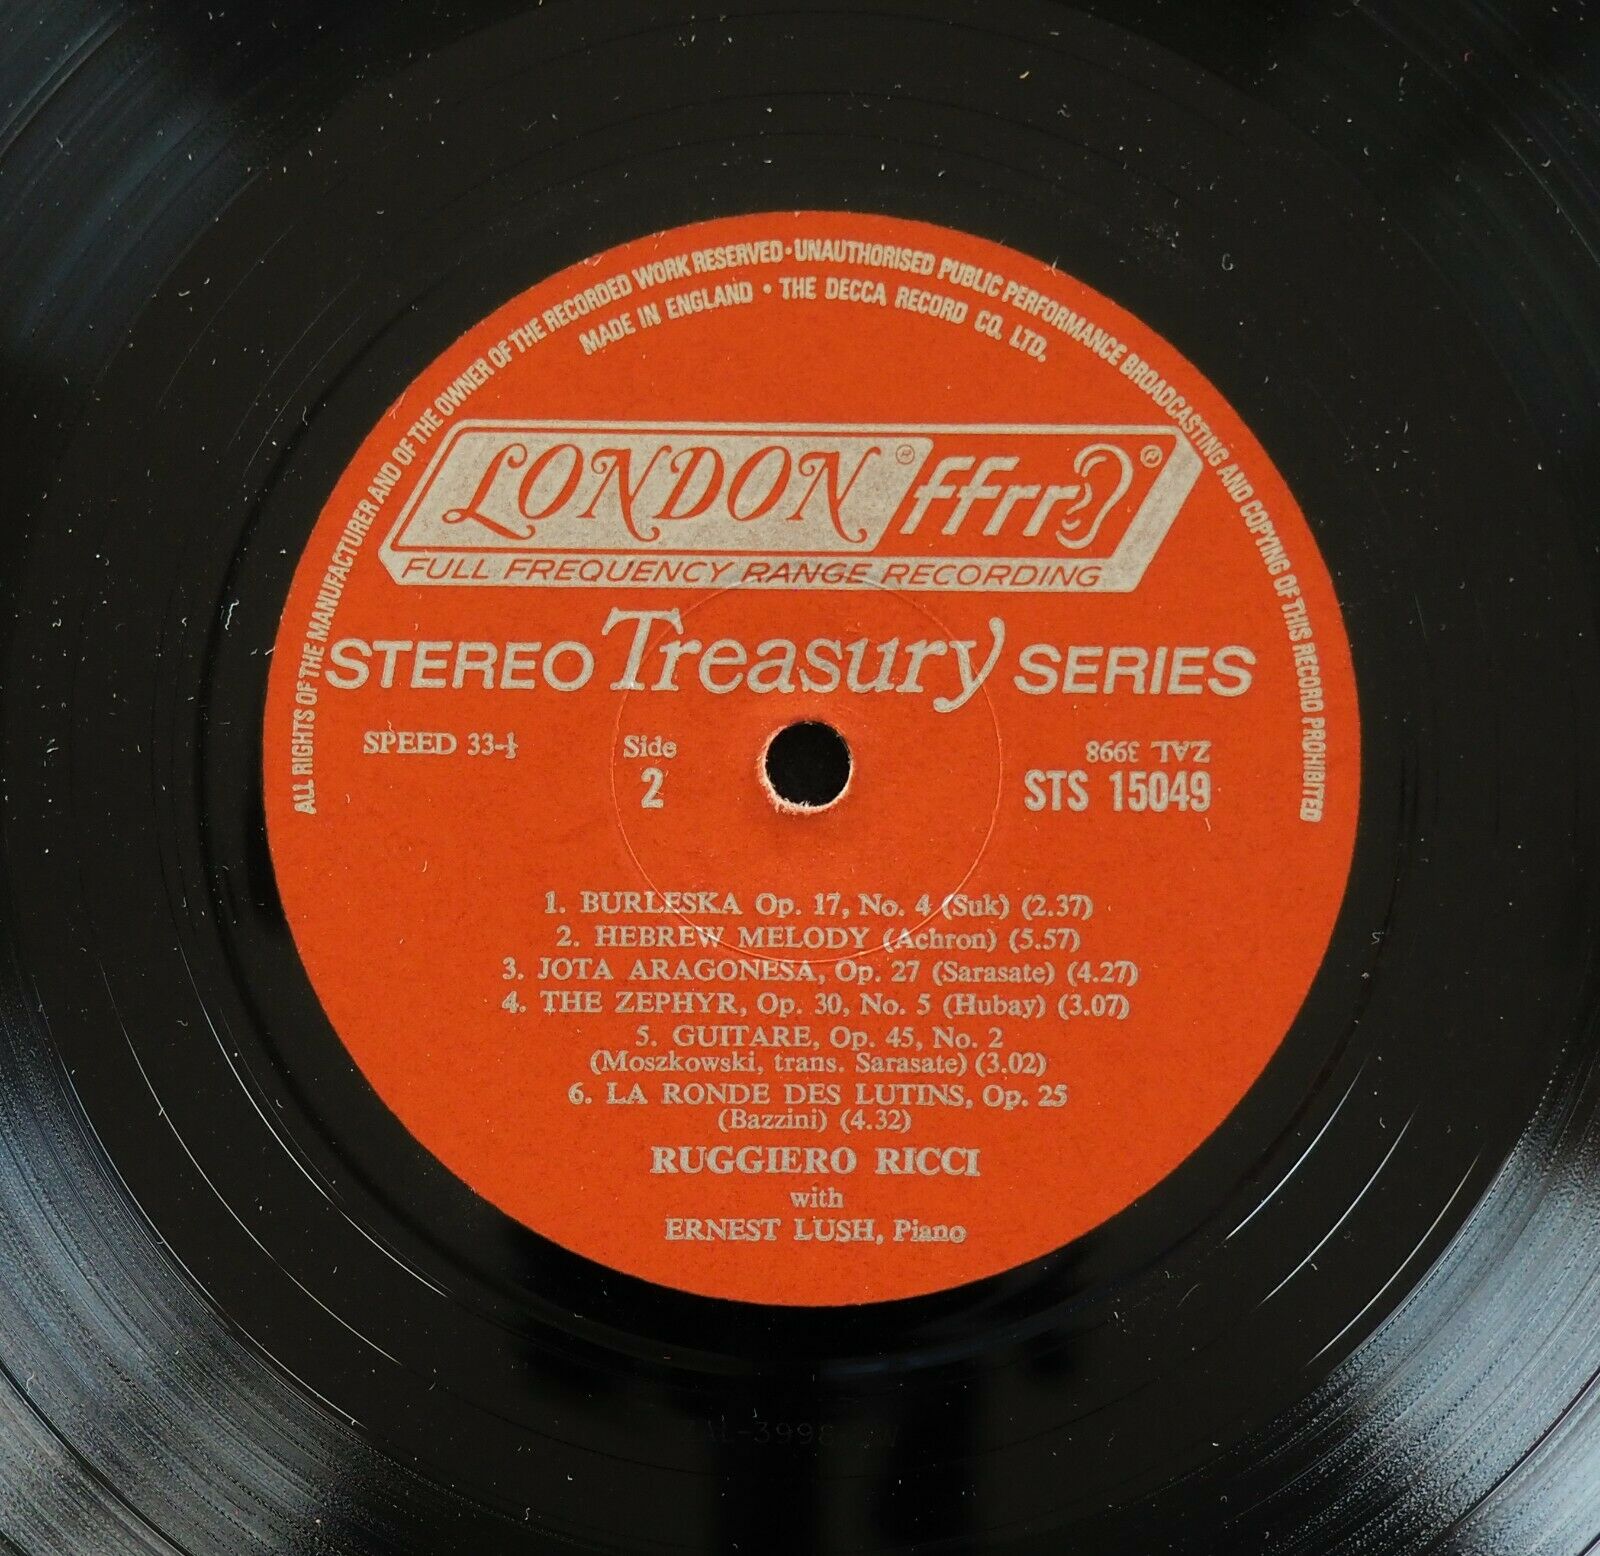 ALL RIGHTS OF THE MANUFACTURER AND OF THE OWNER OF THE RECORDED WORK RESERVED · UNAUTHORISED PUBLIC PERFORMANCE BROADCASTING AND COPYING OF THIS RECORD PROHIBITED
MADE IN ENGLAND · THE DECCA RECORD CO. LTD.
LONDON ® ffrr ®
FULL FREQUENCY RANGE RECORDING
STEREO Treasury SERIES
SPEED 33-⅓
Side
2
ZAL 3998
STS 15049
1. BURLESKA Op. 17, No. 4 (Suk) (2.37)
2. HEBREW MELODY (Achron) (5.57)
3. JOTA ARAGONESA, Op. 27 (Sarasate) (4.27)
4. THE ZEPHYR, Op. 30, No. 5 (Hubay) (3.07)
5. GUITARE, Op. 45, No. 2
(Moszkowski, trans. Sarasate) (3.02)
6. LA RONDE DES LUTINS, Op. 25
(Bazzini) (4.32)
RUGGIERO RICCI
with
ERNEST LUSH, Piano